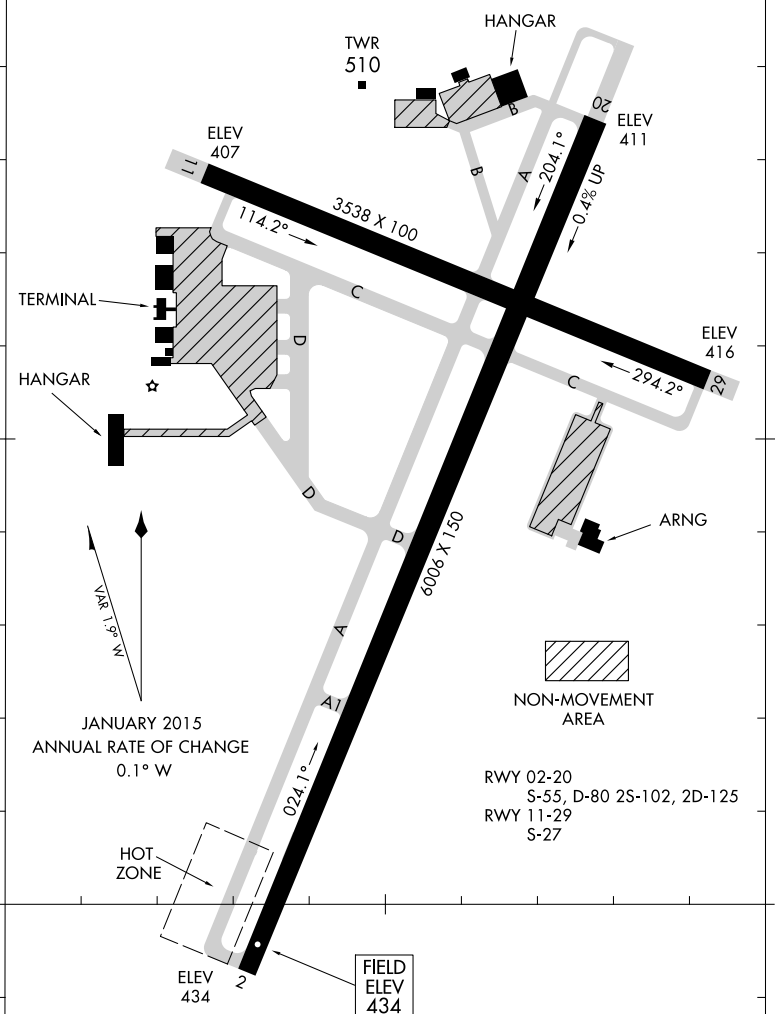 HANGAR
TWR
510
20
ELEV
411
B
ELEV
407
11
A
204.1°
0.4% UP
B
3538 X 100
114.2°
TERMINAL
C
D
ELEV
416
29
294.2°
C
HANGAR
D
D
6006 X 150
ARNG
VAR 1.9° W
A
NON-MOVEMENT
AREA
A1
JANUARY 2015
ANNUAL RATE OF CHANGE
0.1° W
024.1°
RWY 02-20
S-55, D-80 2S-102, 2D-125
RWY 11-29
S-27
HOT
ZONE
ELEV
434
2
FIELD
ELEV
434